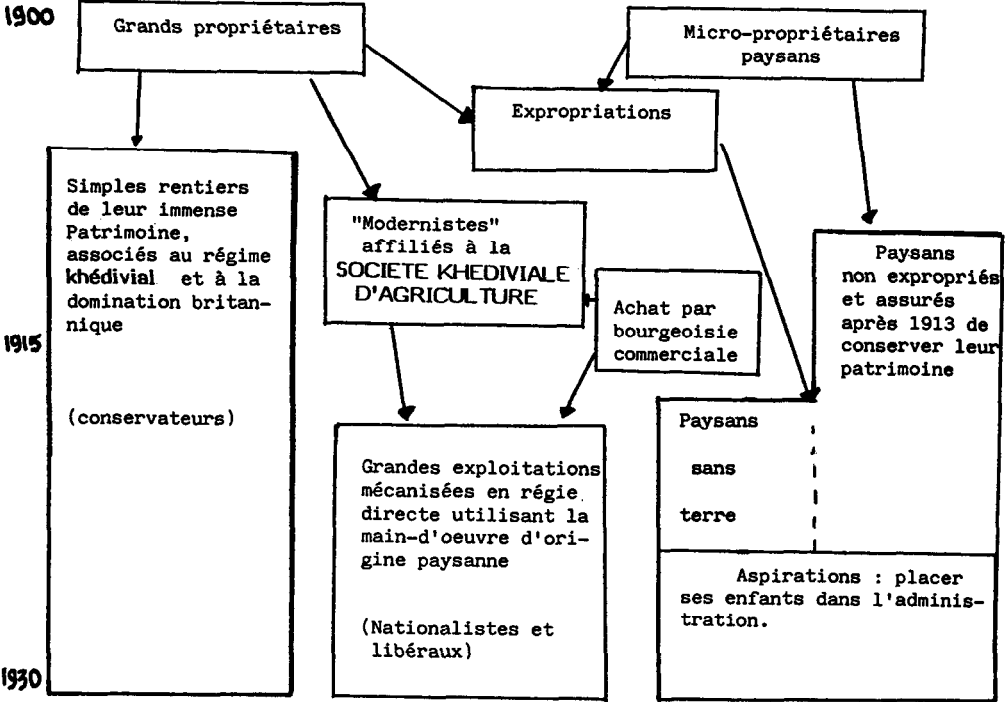 1900
Grands propriétaires
Micro-propriétaires
paysans
Expropriations
Simples rentiers
de leur immense
Patrimoine,
associés au régime
khédivial et à la
domination britan-
nique
(conservateurs)
"Modernistes"
affiliés à la
SOCIETE KHEDIVIALE
D'AGRICULTURE
Achat par
bourgeoisie
commerciale
Paysans
non expropriés
et assurés
après 1913 de
conserver leur
patrimoine
1915
Grandes exploitations
mécanisées en régie
directe utilisant la
main-d'oeuvre d'ori-
gine paysanne
(Nationalistes et
libéraux)
Paysans
sans
terre
Aspirations : placer
ses enfants dans l'adminis-
tration.
1930